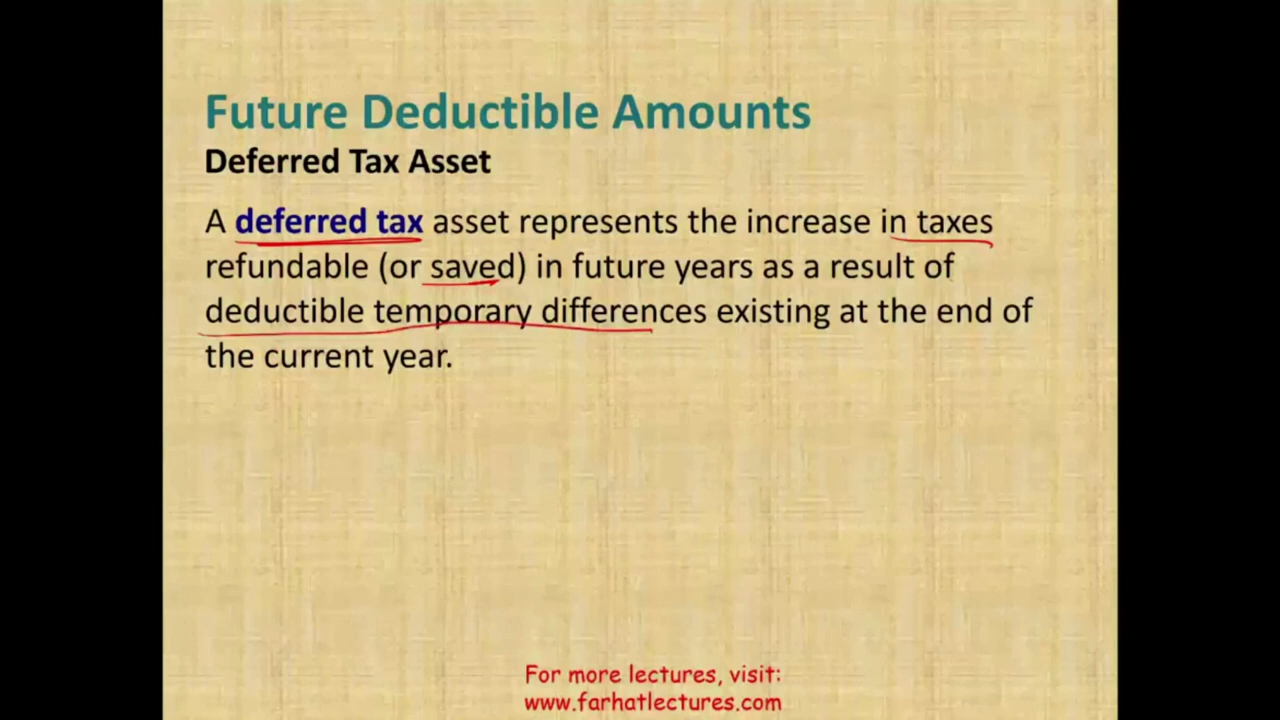 Future Deductible Amounts
Deferred Tax Asset
A deferred tax asset represents the increase in taxes
refundable (or saved) in future years as a result of
deductible temporary differences existing at the end of
the current year.
For more lectures, visit:
www.farhatlectures.com